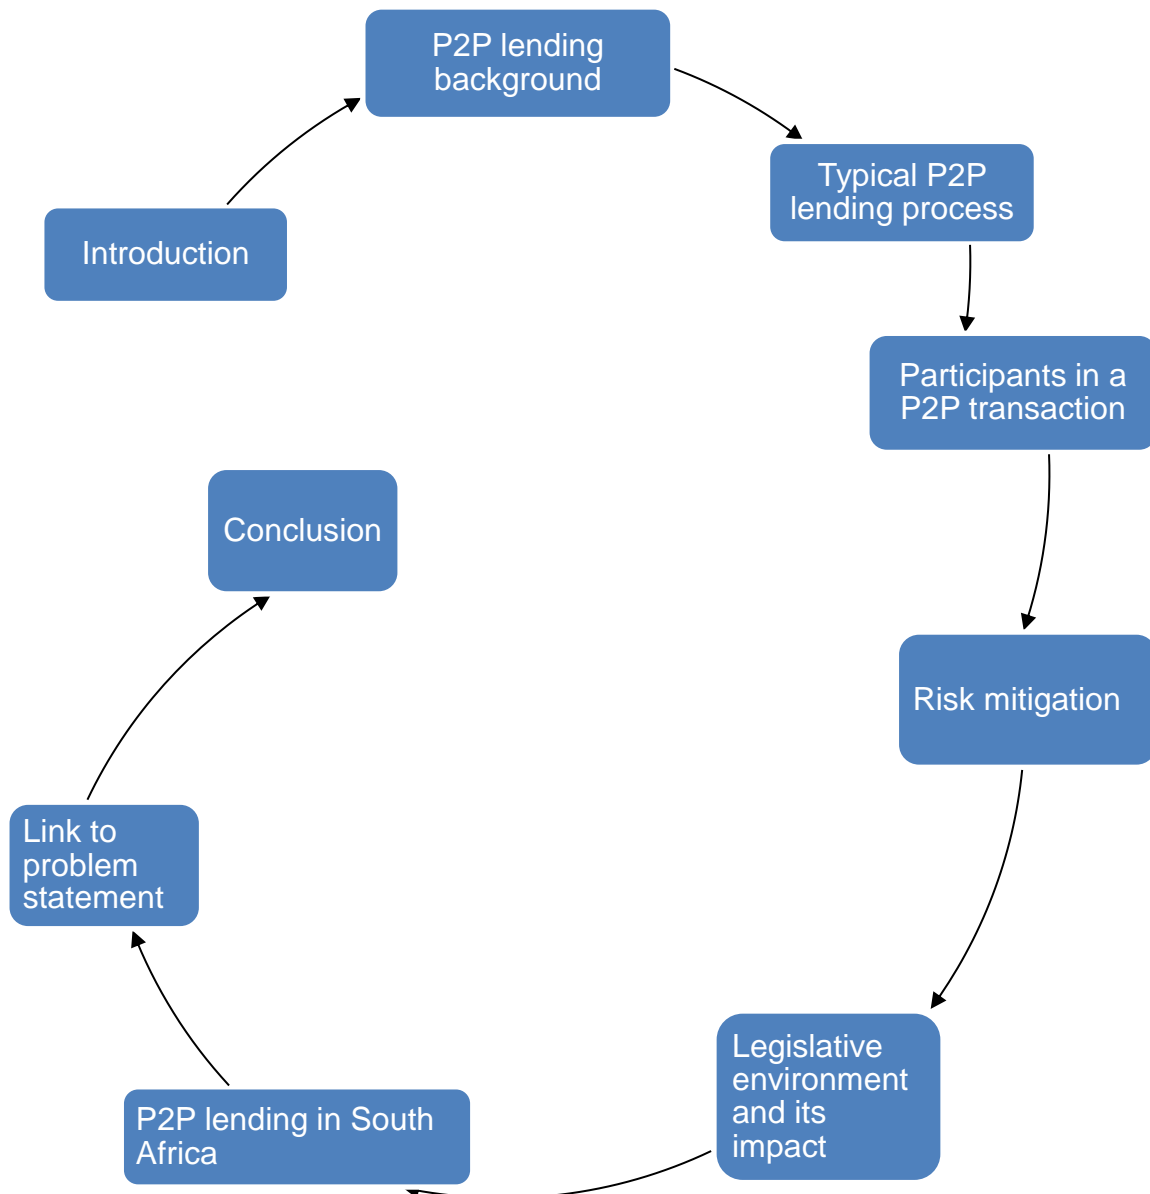 P2P lending
background
Typical P2P
lending process
Introduction
Participants in a
P2P transaction
Conclusion
Risk mitigation
Link to
problem
statement
Legislative
environment
and its
impact
P2P lending in South
Africa